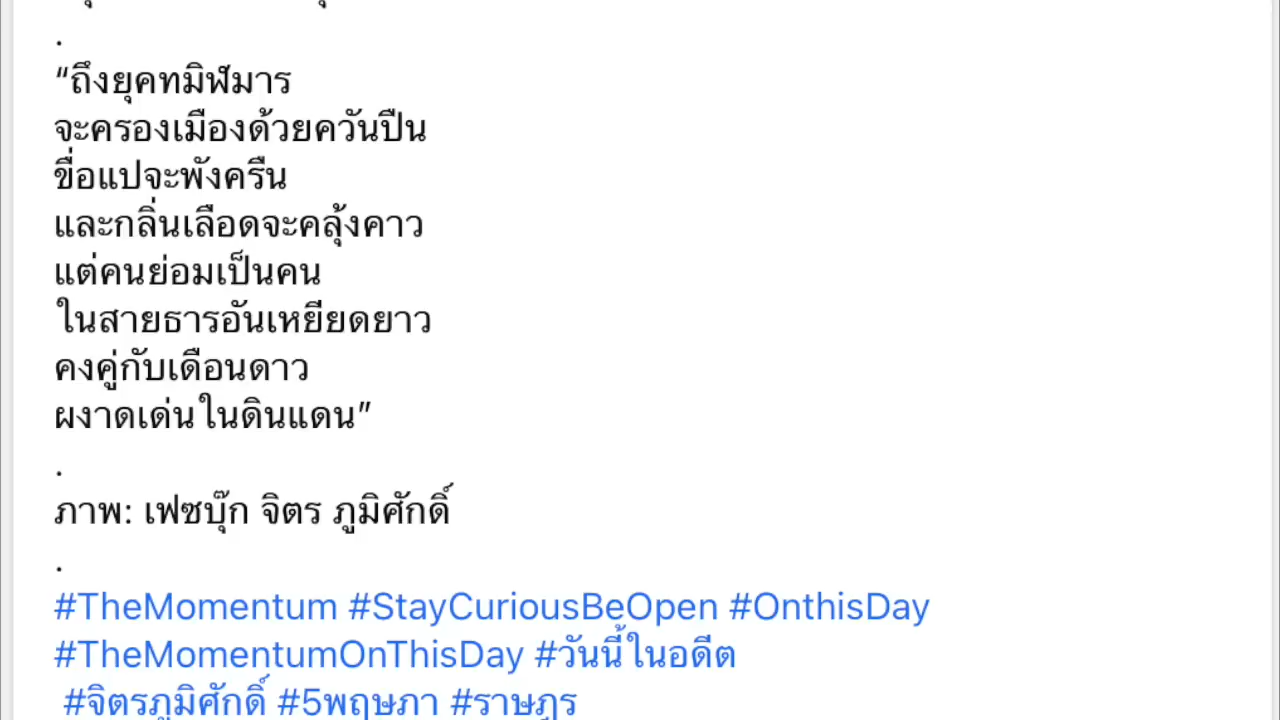 .
“ถึงยุคทมิฬมาร
จะครองเมืองด้วยควันปืน
ขื่อแปจะพังครืน
และกลิ่นเลือดจะคลุ้งคาว
แต่คนย่อมเป็นคน
ในสายธารอันเหยียดยาว
คงคู่กับเดือนดาว
ผงาดเด่นในดินแดน”
.
ภาพ: เฟซบุ๊ก จิตร ภูมิศักดิ์
.
#TheMomentum #StayCuriousBeOpen #OnthisDay
#TheMomentumOnThisDay #วันนี้ในอดีต
#จิตรภูมิศักดิ์ #5พฤษภา #ราษฎร